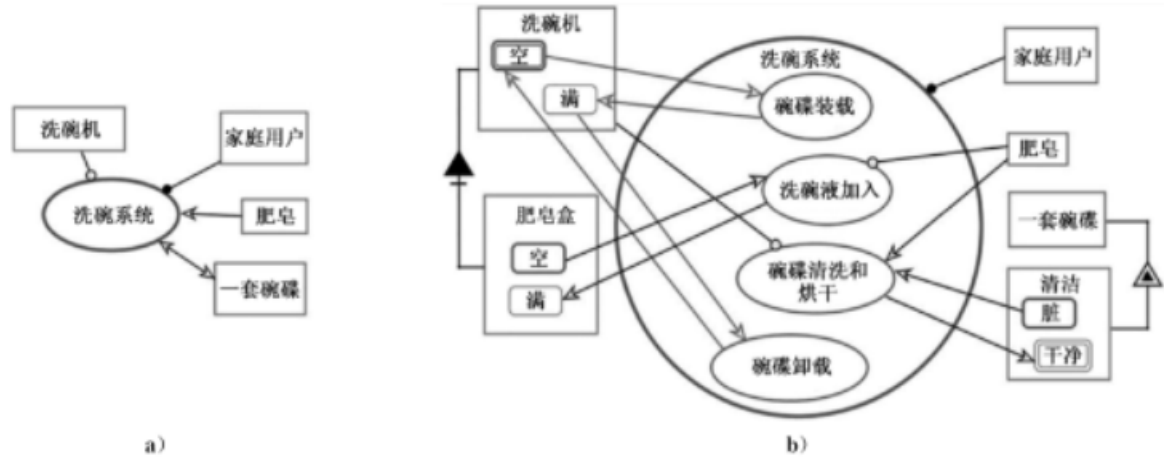 洗碗机
家庭用户
洗碗系统
肥皂
一套碗碟
a）
洗碗机
空
满
肥皂盒
空
满
洗碗系统
碗碟装载
洗碗液加入
碗碟清洗和
烘干
碗碟卸载
家庭用户
肥皂
一套碗碟
清洁
脏
干净
b）